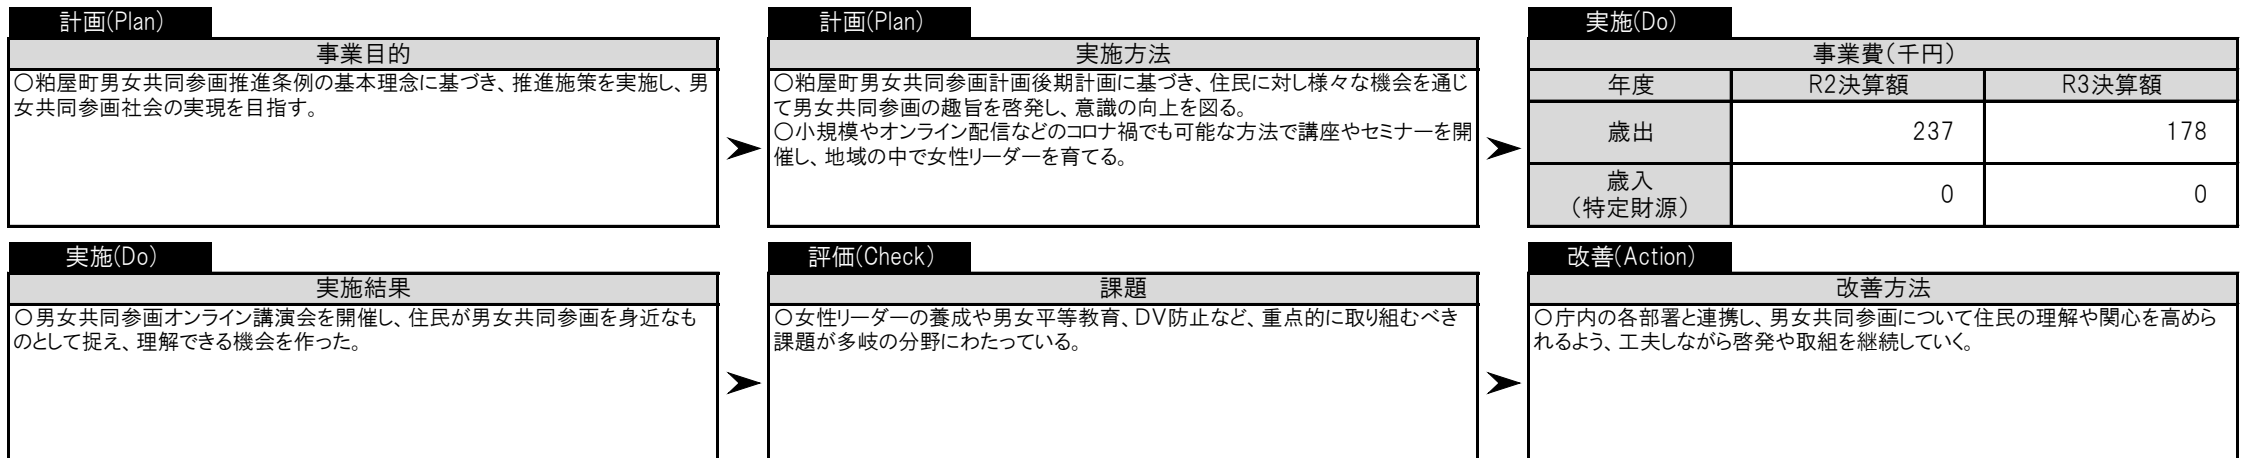 計画(Plan)
事業目的
○粕屋町男女共同参画推進条例の基本理念に基づき、推進施策を実施し、男
女共同参画社会の実現を目指す。
計画(Plan)
実施方法
○粕屋町男女共同参画計画後期計画に基づき、住民に対し様々な機会を通じ
て男女共同参画の趣旨を啓発し、意識の向上を図る。
○小規模やオンライン配信などのコロナ禍でも可能な方法で講座やセミナーを開
催し、地域の中で女性リーダーを育てる。
実施(Do)
事業費(千円)
年度 R2決算額 R3決算額
歳出 237 178
歳入
(特定財源) 0 0
実施(Do)
実施結果
○男女共同参画オンライン講演会を開催し、住民が男女共同参画を身近なも
のとして捉え、理解できる機会を作った。
評価(Check)
課題
○女性リーダーの養成や男女平等教育、DV防止など、重点的に取り組むべき
課題が多岐の分野にわたっている。
改善(Action)
改善方法
○庁内の各部署と連携し、男女共同参画について住民の理解や関心を高めら
れるよう、工夫しながら啓発や取組を継続していく。